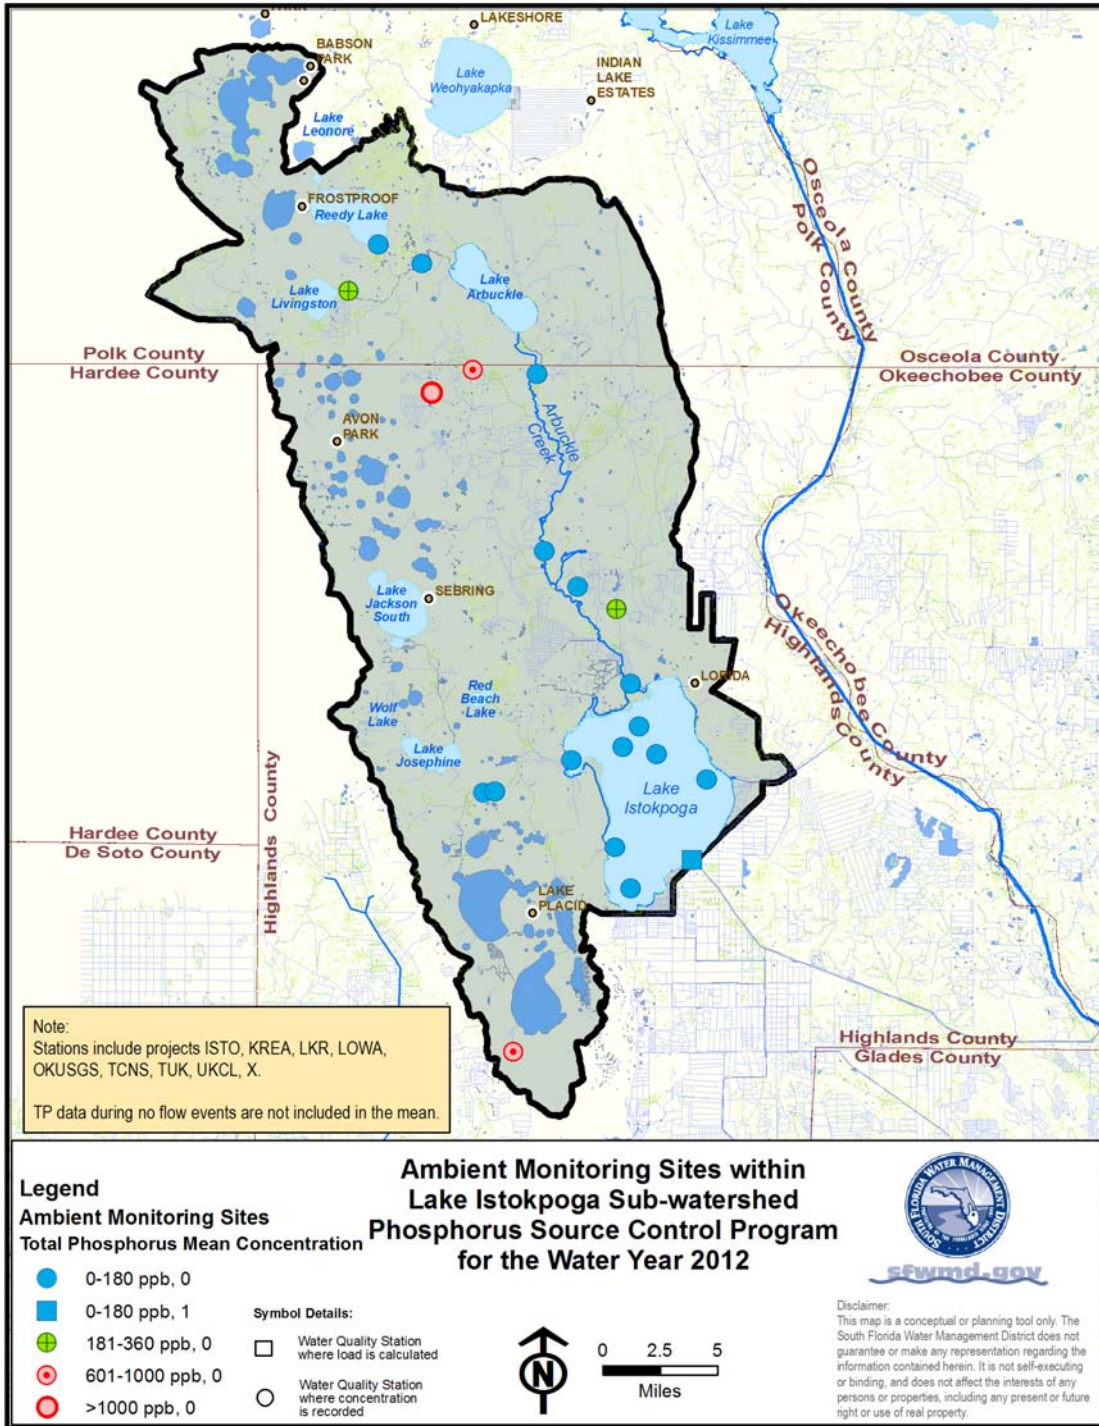 PARK
LAKESHORE
Lake
Kissimmee
BABSON
PARK
Lake
Weohyakapka
INDIAN
LAKE
ESTATES
Lake
Leonore
FROSTPROOF
Reedy Lake
Osceola County
Polk County
Lake
Arbuckle
Lake
Livingston
Polk County
Hardee County
Osceola County
Okeechobee County
AVON
PARK
Arbuckle
Creek
Lake
Jackson
South
SEBRING
Okeechobee County
Highlands County
LORIDA
Red
Beach
Lake
Wolf
Lake
Lake
Josephine
Lake
Istokpoga
Highlands County
Hardee County
De Soto County
LAKE
PLACID
Highlands County
Glades County
Note:
Stations include projects ISTO, KREA, LKR, LOWA,
OKUSGS, TCNS, TUK, UKCL, X.
TP data during no flow events are not included in the mean.
Legend
Ambient Monitoring Sites
Total Phosphorus Mean Concentration
0-180 ppb, 0
0-180 ppb, 1
181-360 ppb, 0
601-1000 ppb, 0
>1000 ppb, 0
Symbol Details:
Water Quality Station
where load is calculated
Water Quality Station
where concentration
is recorded
Ambient Monitoring Sites within
Lake Istokpoga Sub-watershed
Phosphorus Source Control Program
for the Water Year 2012
N
0 2.5 5
Miles
SOUTH FLORIDA WATER MANAGEMENT DISTRICT
sfwmd.gov
Disclaimer:
This map is a conceptual or planning tool only. The
South Florida Water Management District does not
guarantee or make any representation regarding the
information contained herein. It is not self-executing
or binding, and does not affect the interests of any
persons or properties, including any present or future
right or use of real property.